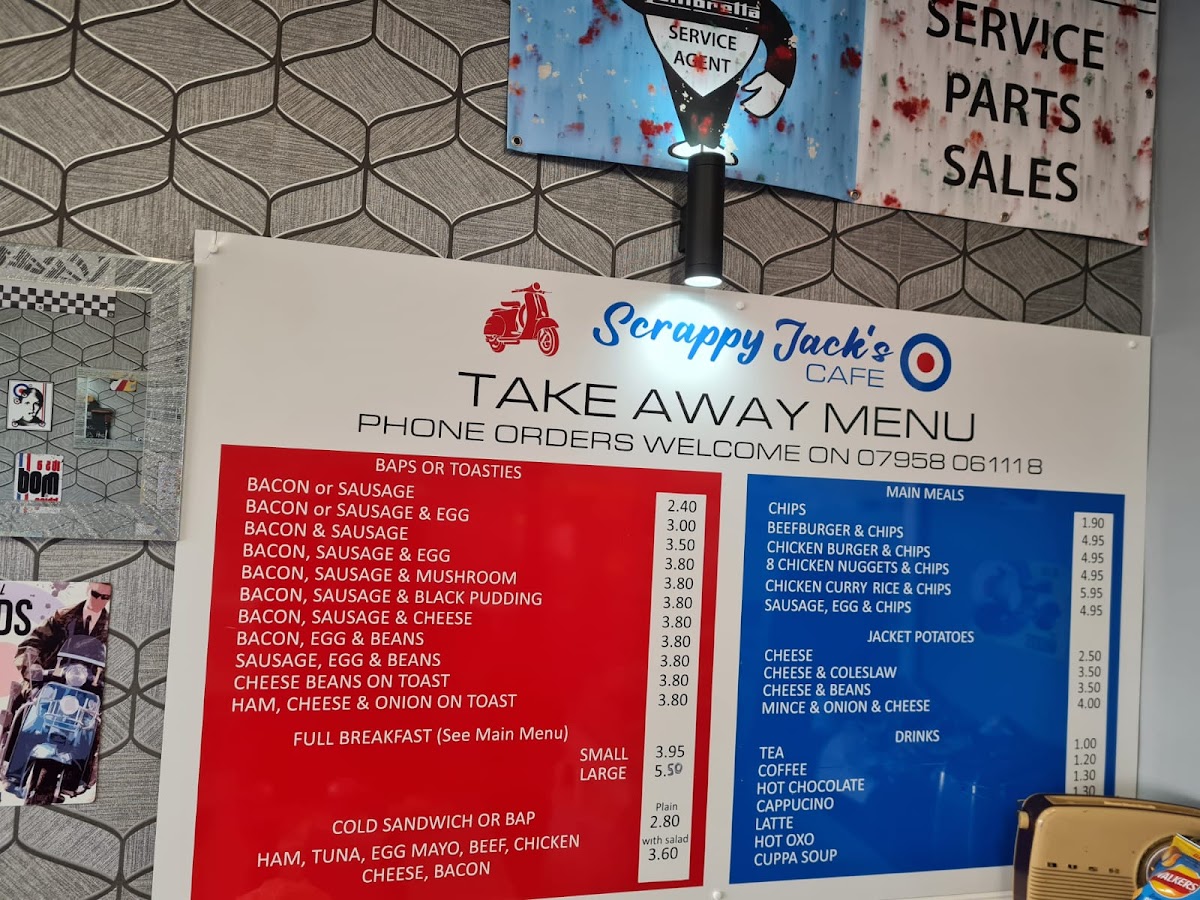 Lambretta
SERVICE
AGENT
SERVICE
PARTS
SALES
Scrappy Jack's
CAFE
TAKE AWAY MENU
PHONE ORDERS WELCOME ON 07958 061118
BAPS OR TOASTIES
BACON or SAUSAGE 2.40
BACON or SAUSAGE & EGG 3.00
BACON & SAUSAGE 3.50
BACON, SAUSAGE & EGG 3.80
BACON, SAUSAGE & MUSHROOM 3.80
BACON, SAUSAGE & BLACK PUDDING 3.80
BACON, SAUSAGE & CHEESE 3.80
BACON, EGG & BEANS 3.80
SAUSAGE, EGG & BEANS 3.80
CHEESE BEANS ON TOAST 3.80
HAM, CHEESE & ONION ON TOAST 3.80
FULL BREAKFAST (See Main Menu)
SMALL 3.95
LARGE 5.50
Plain
COLD SANDWICH OR BAP 2.80
with salad
HAM, TUNA, EGG MAYO, BEEF, CHICKEN 3.60
CHEESE, BACON
MAIN MEALS
CHIPS 1.90
BEEFBURGER & CHIPS 4.95
CHICKEN BURGER & CHIPS 4.95
8 CHICKEN NUGGETS & CHIPS 4.95
CHICKEN CURRY RICE & CHIPS 5.95
SAUSAGE, EGG & CHIPS 4.95
JACKET POTATOES
CHEESE 2.50
CHEESE & COLESLAW 3.50
CHEESE & BEANS 3.50
MINCE & ONION & CHEESE 4.00
DRINKS
TEA 1.00
COFFEE 1.20
HOT CHOCOLATE 1.30
CAPPUCINO 1.30
LATTE
HOT OXO
CUPPA SOUP
BUSH
WALKERS